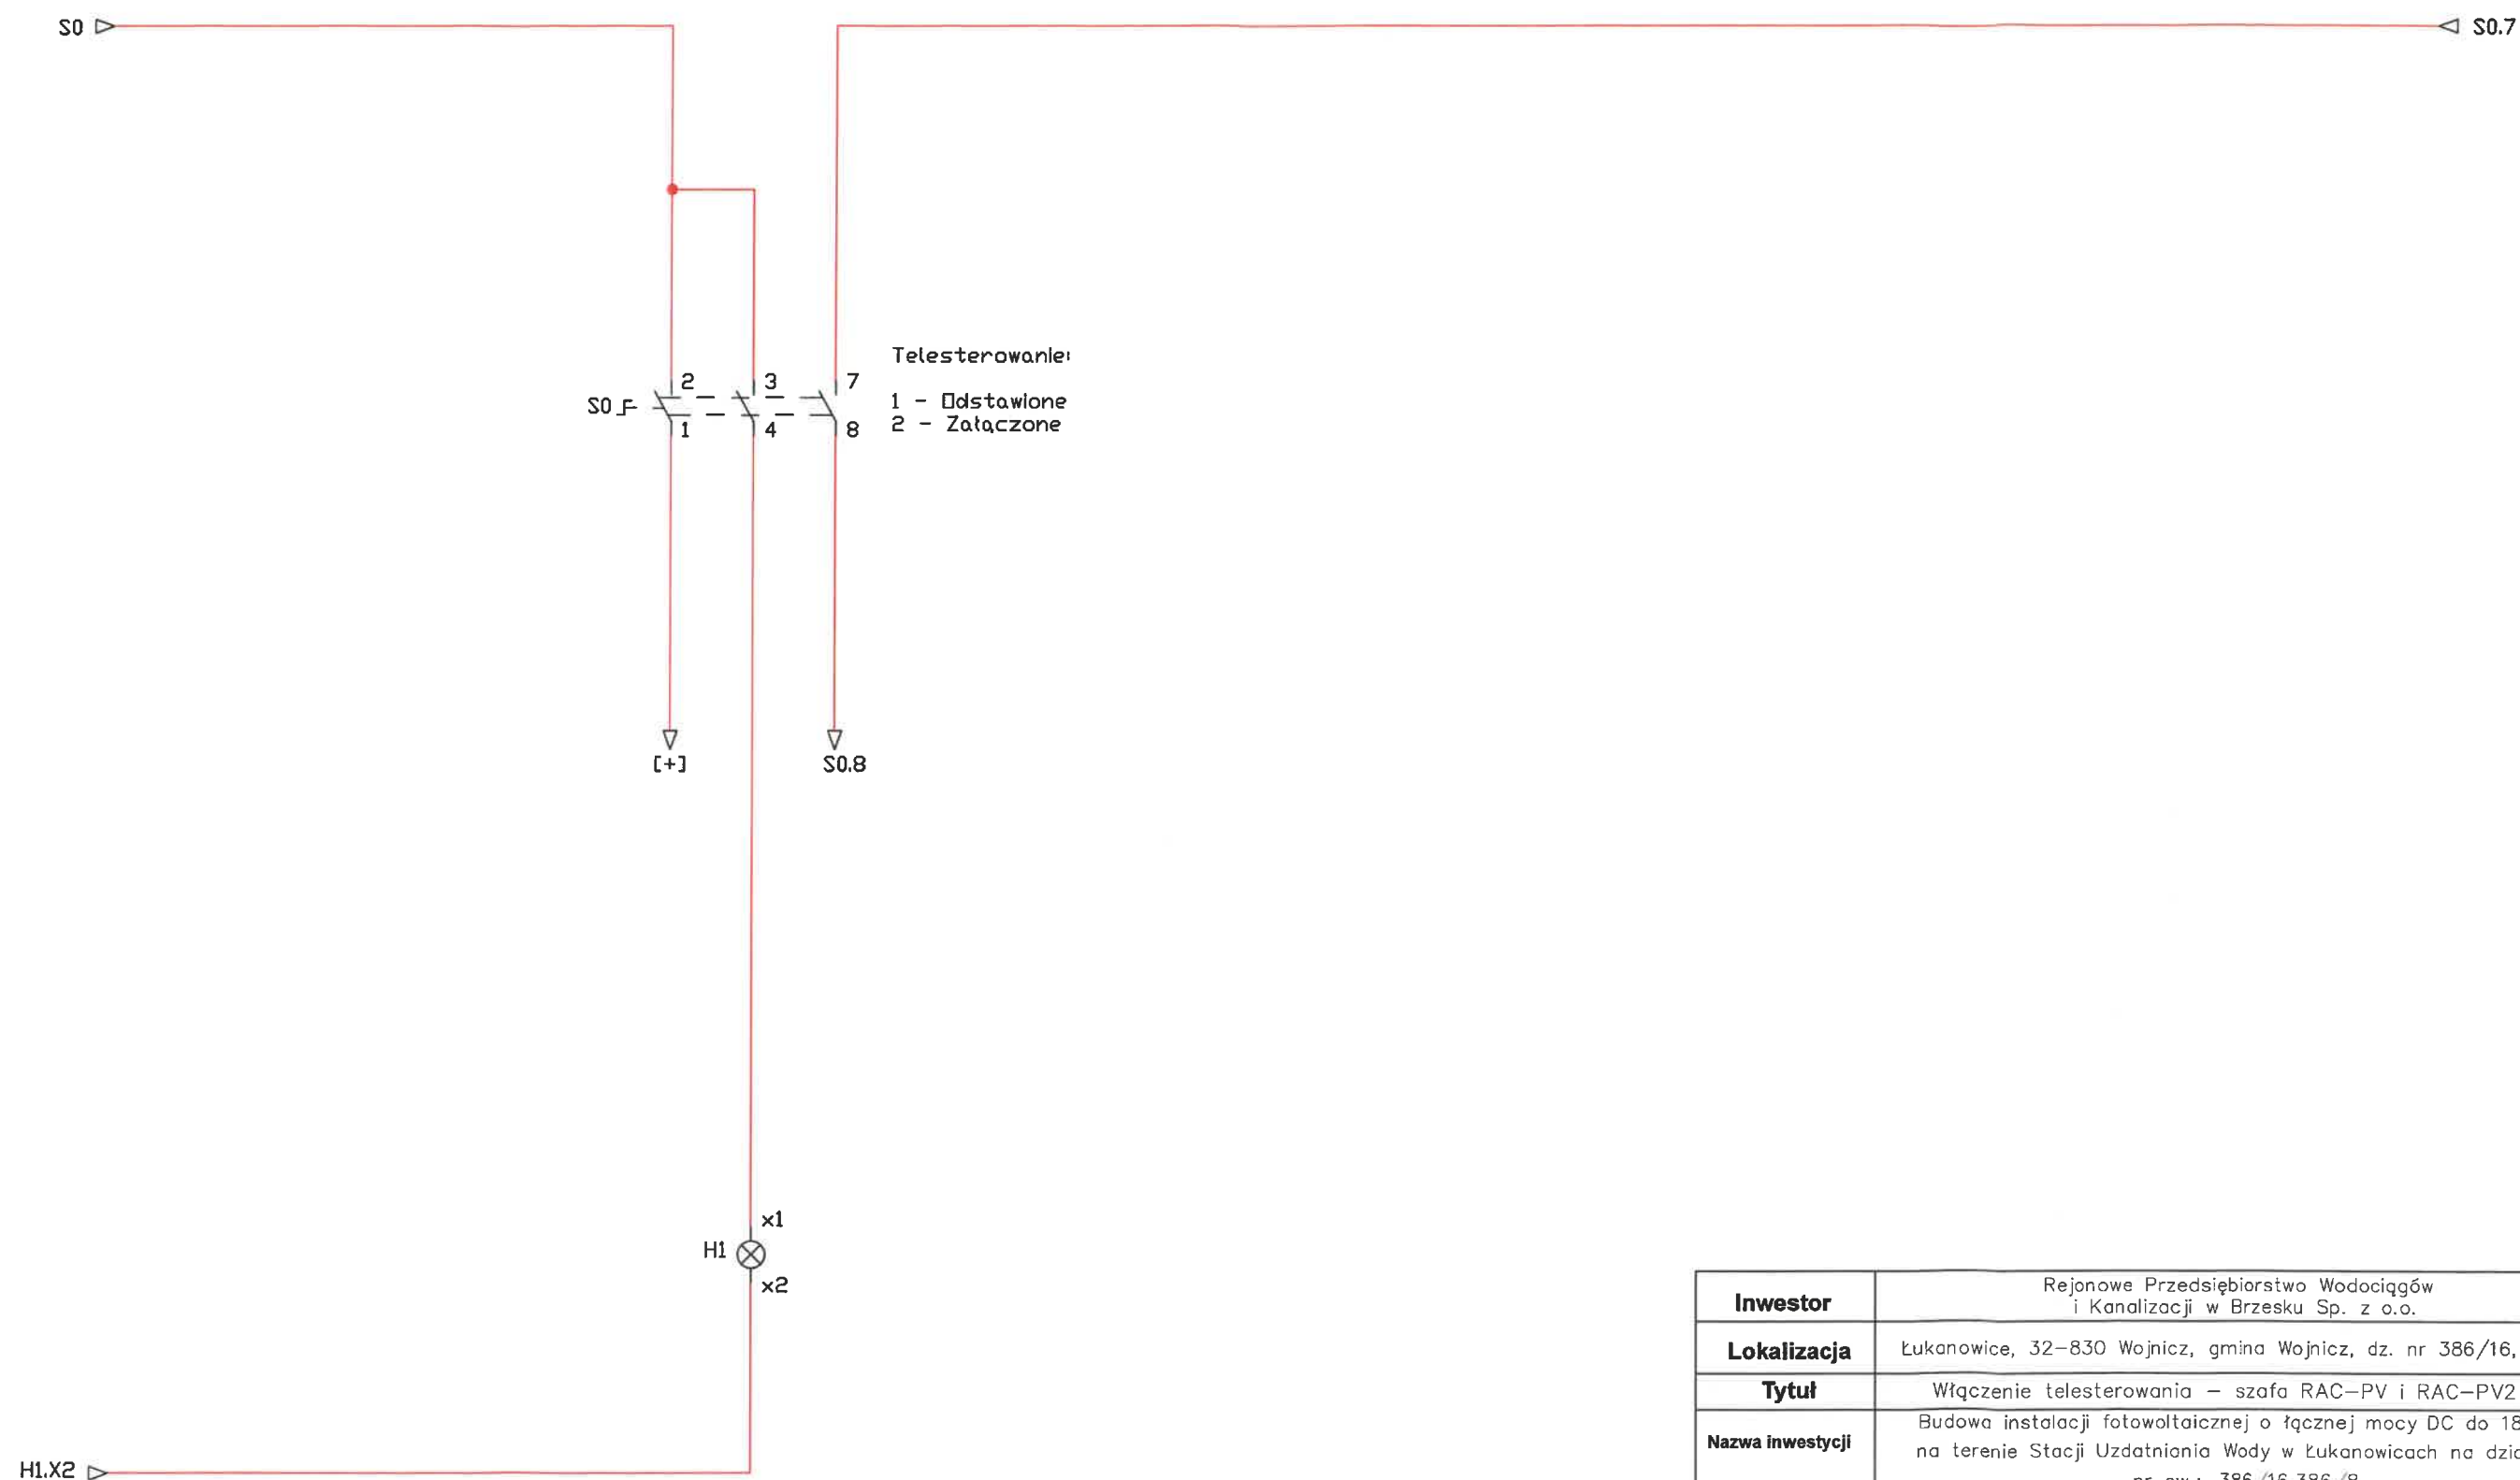 S0
S0.7
Telesterowanie:
2 3 7
S0
1 - Odstawione
2 - Załączone
1 4 8
[+] S0.8
x1
H1
x2
H1.X2
Inwestor
Rejonowe Przedsiębiorstwo Wodociągów
i Kanalizacji w Brzesku Sp. z o.o.
Lokalizacja
Łukanowice, 32-830 Wojnicz, gmina Wojnicz, dz. nr 386/16,
Tytuł
Włączenie telesterowania – szafa RAC-PV i RAC-PV2
Nazwa inwestycji
Budowa instalacji fotowoltaicznej o łącznej mocy DC do 18
na terenie Stacji Uzdatniania Wody w Łukanowicach na